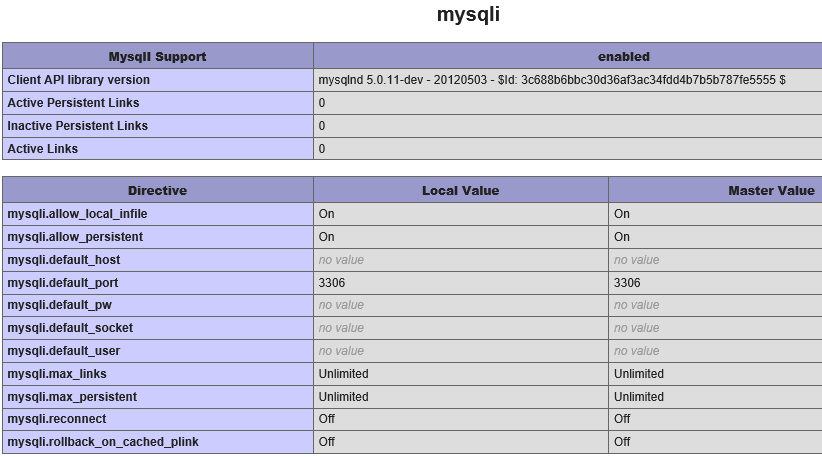 mysqli
MysqlI Support enabled
Client API library version mysqlnd 5.0.11-dev - 20120503 - $Id: 3c688b6bbc30d36af3ac34fdd4b7b5b787fe5555 $
Active Persistent Links 0
Inactive Persistent Links 0
Active Links 0
Directive Local Value Master Value
mysqli.allow_local_infile On On
mysqli.allow_persistent On On
mysqli.default_host no value no value
mysqli.default_port 3306 3306
mysqli.default_pw no value no value
mysqli.default_socket no value no value
mysqli.default_user no value no value
mysqli.max_links Unlimited Unlimited
mysqli.max_persistent Unlimited Unlimited
mysqli.reconnect Off Off
mysqli.rollback_on_cached_plink Off Off